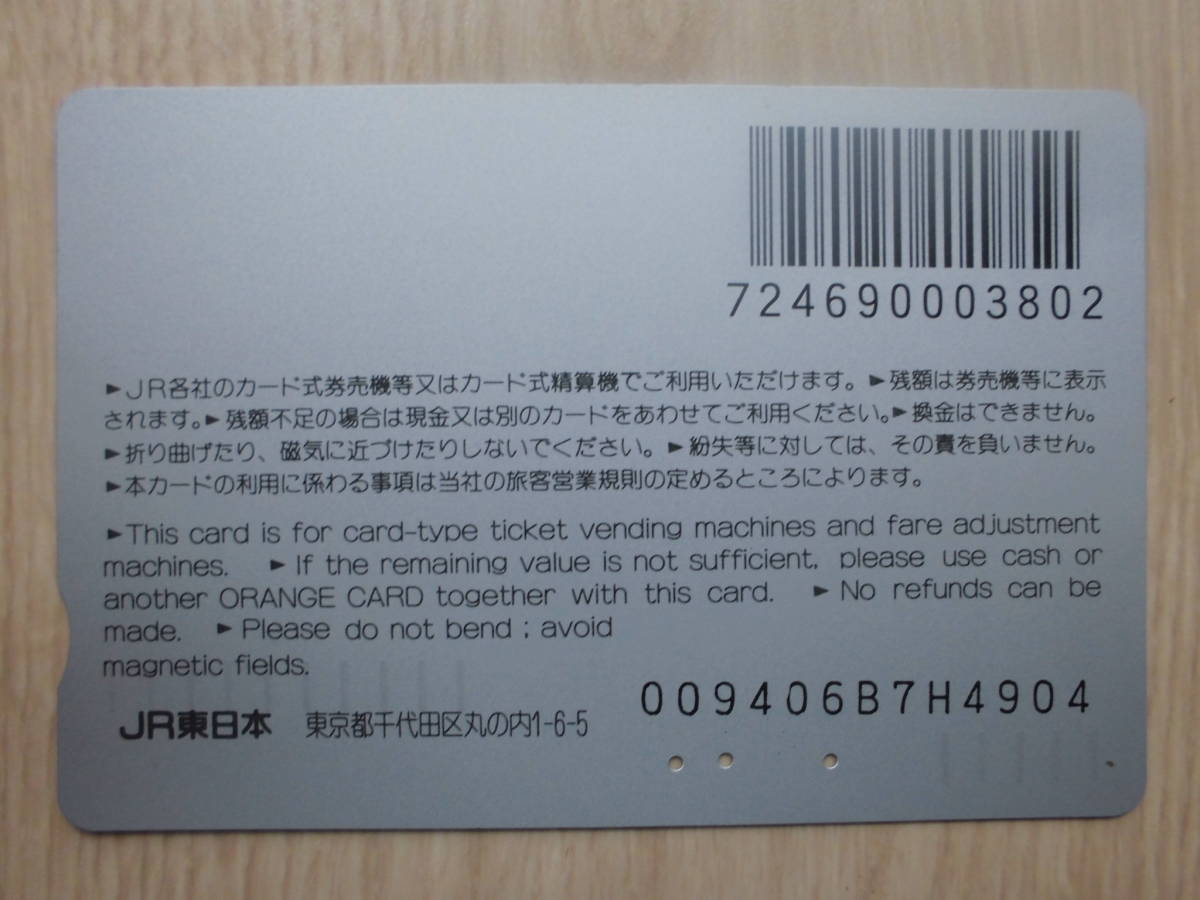 724690003802
►JR各社のカード式券売機等又はカード式精算機でご利用いただけます。►残額は券売機等に表示
されます。►残額不足の場合は現金又は別のカードをあわせてご利用ください。►換金はできません。
►折り曲げたり、磁気に近づけたりしないでください。►紛失等に対しては、その責を負いません。
►本カードの利用に係わる事項は当社の旅客営業規則の定めるところによります。
►This card is for card-type ticket vending machines and fare adjustment
machines. ►If the remaining value is not sufficient, please use cash or
another ORANGE CARD together with this card. ►No refunds can be
made. ►Please do not bend ; avoid
magnetic fields.
009406B7H4904
JR東日本 東京都千代田区丸の内1-6-5